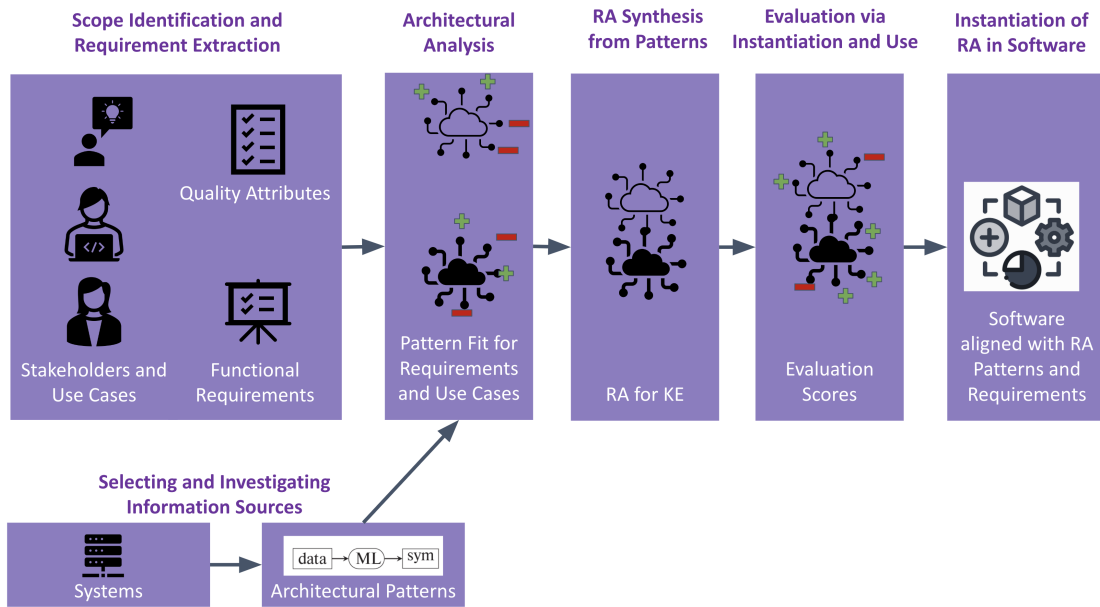 Scope Identification and
Requirement Extraction
Architectural
Analysis
RA Synthesis
from Patterns
Evaluation via
Instantiation and Use
Instantiation of
RA in Software
Quality Attributes
</>
Stakeholders and
Use Cases
Functional
Requirements
Pattern Fit for
Requirements
and Use Cases
RA for KE
Evaluation
Scores
Software
aligned with RA
Patterns and
Requirements
Selecting and Investigating
Information Sources
Systems
data ML sym
Architectural Patterns